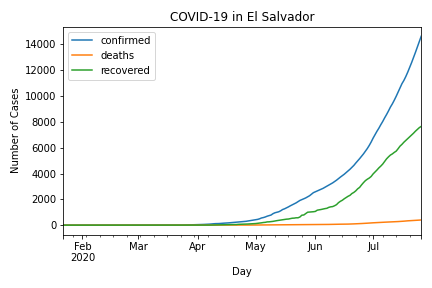 COVID-19 in El Salvador
confirmed
deaths
recovered
Number of Cases
14000
12000
10000
8000
6000
4000
2000
0
Feb Mar Apr May Jun Jul
2020
Day